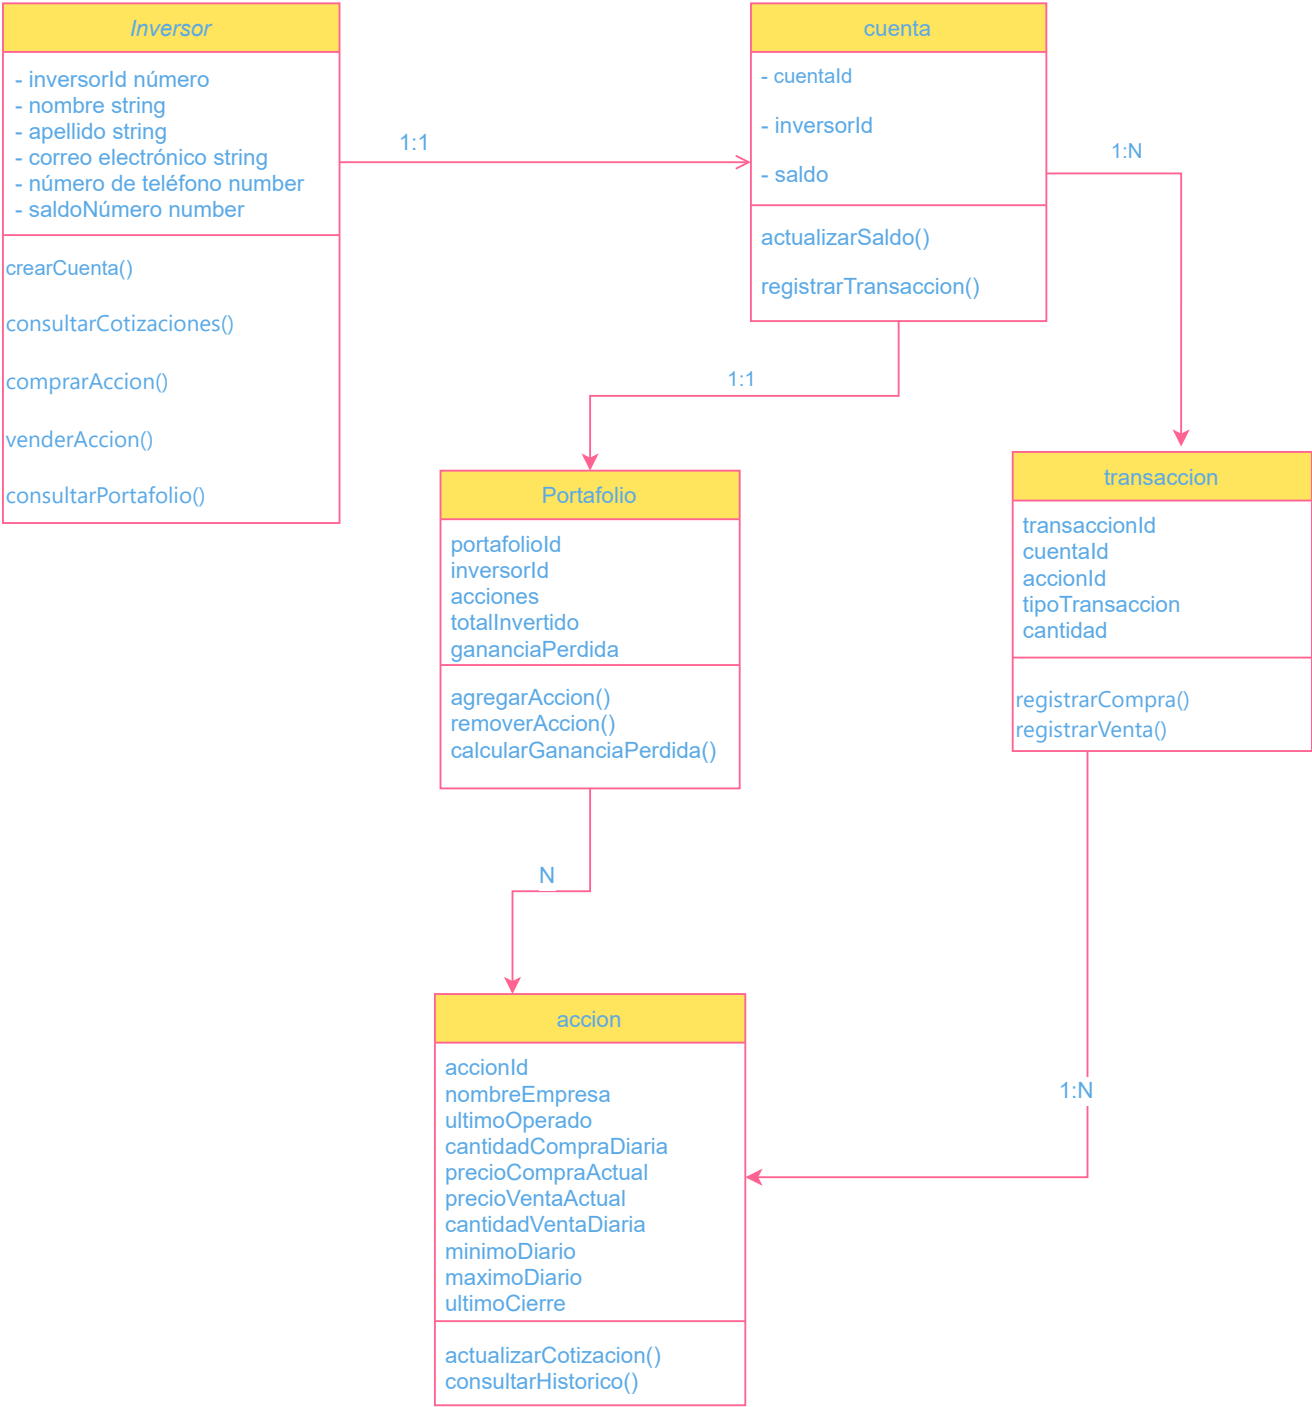 Inversor
- inversorId número
- nombre string
- apellido string
- correo electrónico string
- número de teléfono number
- saldoNúmero number
crearCuenta()
consultarCotizaciones()
comprarAccion()
venderAccion()
consultarPortafolio()
1:1
cuenta
- cuentaId
- inversorId
- saldo
actualizarSaldo()
registrarTransaccion()
1:N
1:1
Portafolio
portafolioId
inversorId
acciones
totalInvertido
gananciaPerdida
agregarAccion()
removerAccion()
calcularGananciaPerdida()
transaccion
transaccionId
cuentaId
accionId
tipoTransaccion
cantidad
registrarCompra()
registrarVenta()
N
1:N
accion
accionId
nombreEmpresa
ultimoOperado
cantidadCompraDiaria
precioCompraActual
precioVentaActual
cantidadVentaDiaria
minimoDiario
maximoDiario
ultimoCierre
actualizarCotizacion()
consultarHistorico()